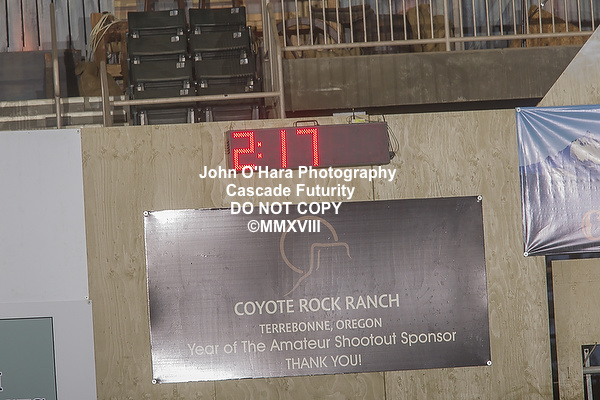 2:17
John O'Hara Photography
Cascade Futurity
DO NOT COPY
©MMXVIII
COYOTE ROCK RANCH
TERREBONNE, OREGON
Year of The Amateur Shootout Sponsor
THANK YOU!